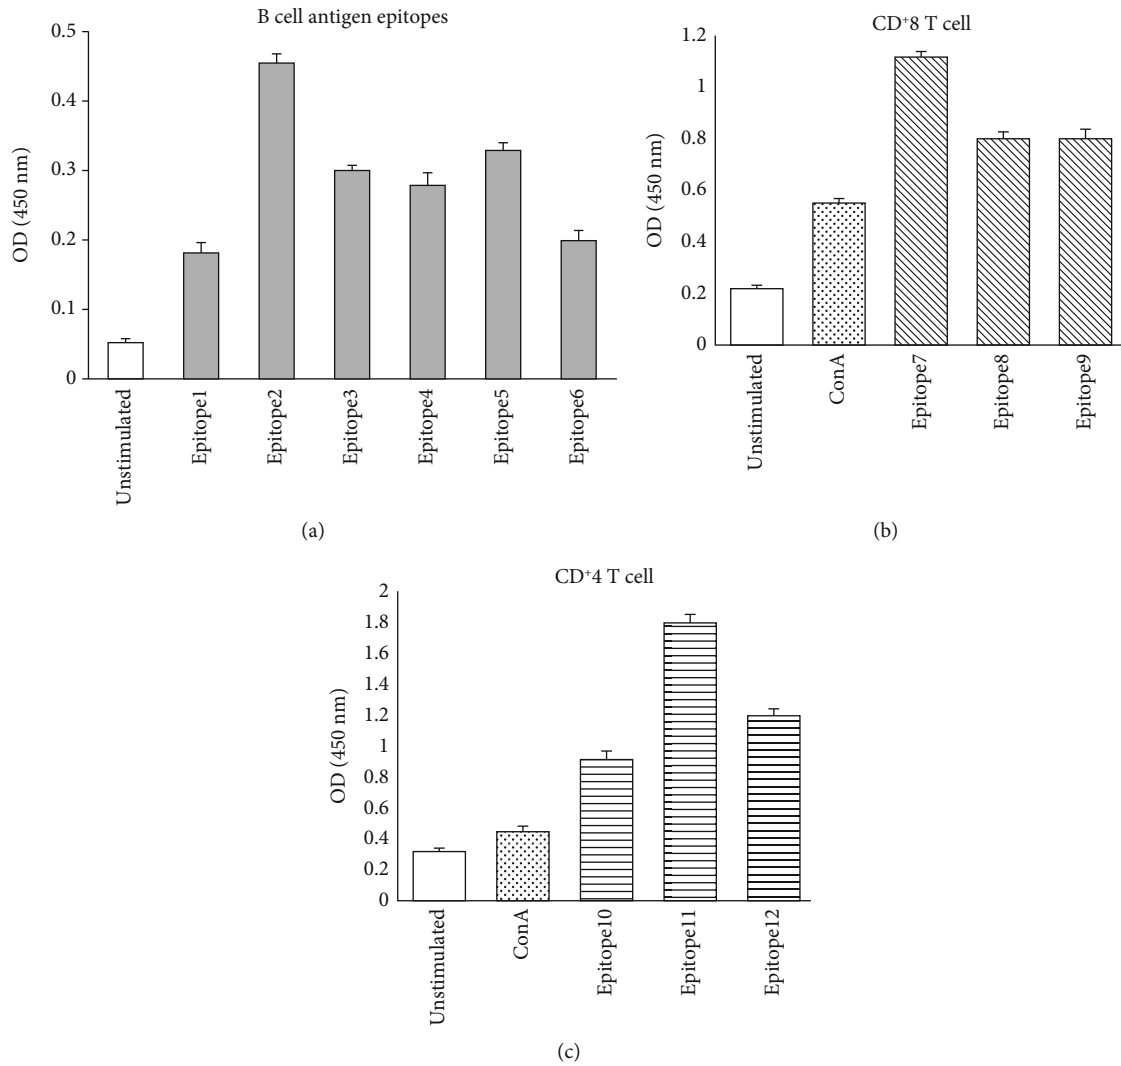 B cell antigen epitopes
OD (450 nm)
0.5
0.4
0.3
0.2
0.1
0
Unstimulated
Epitope1
Epitope2
Epitope3
Epitope4
Epitope5
Epitope6
(a)
CD⁺8 T cell
OD (450 nm)
1.2
1
0.8
0.6
0.4
0.2
0
Unstimulated
ConA
Epitope7
Epitope8
Epitope9
(b)
CD⁺4 T cell
OD (450 nm)
2
1.8
1.6
1.4
1.2
1
0.8
0.6
0.4
0.2
0
Unstimulated
ConA
Epitope10
Epitope11
Epitope12
(c)